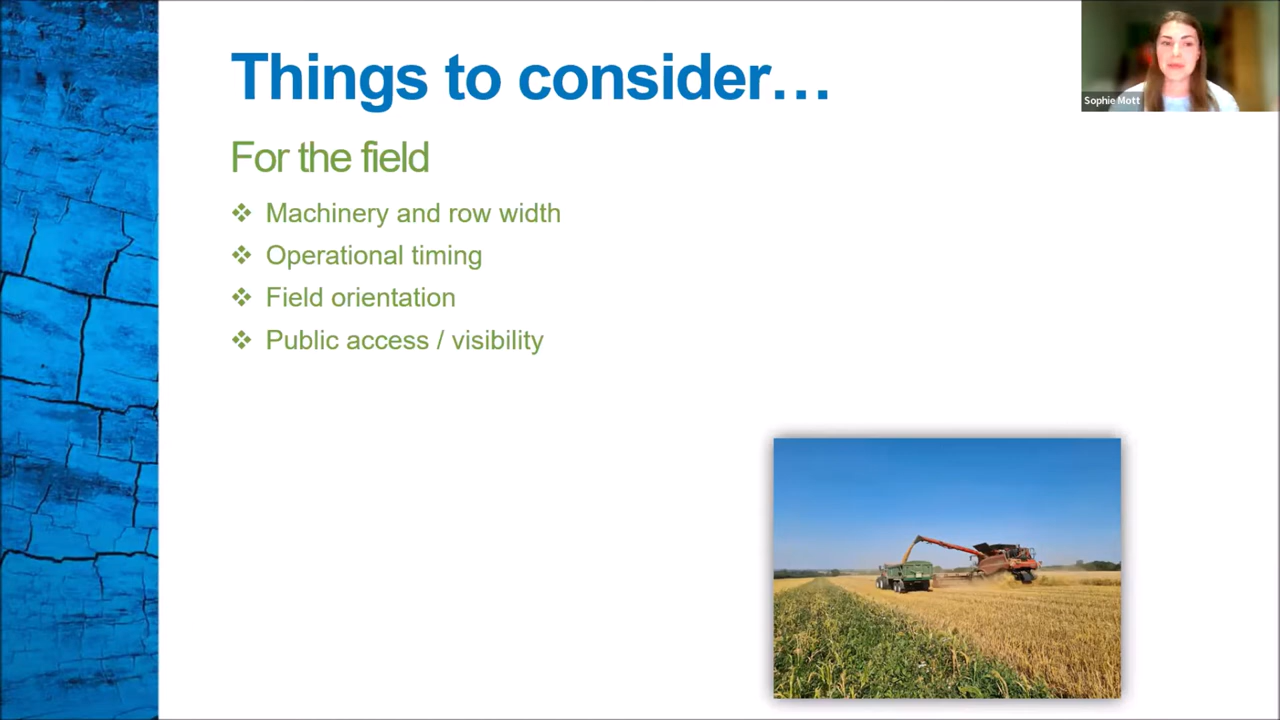 Things to consider…
Sophie Mott
For the field
❖ Machinery and row width
❖ Operational timing
❖ Field orientation
❖ Public access / visibility